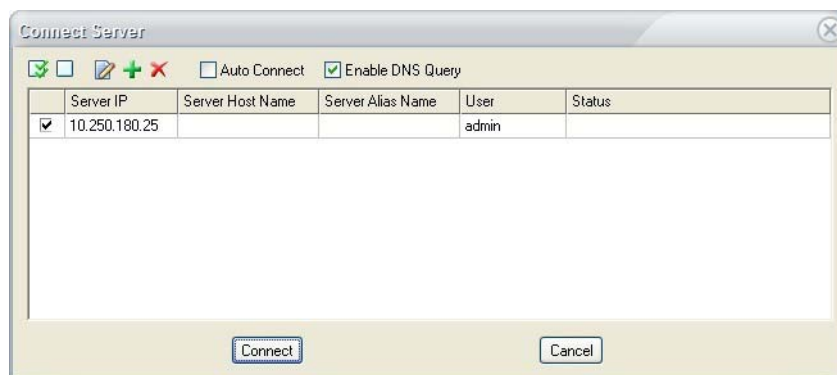 Connect Server
Auto Connect Enable DNS Query
Server IP Server Host Name Server Alias Name User Status
10.250.180.25 admin
Connect Cancel